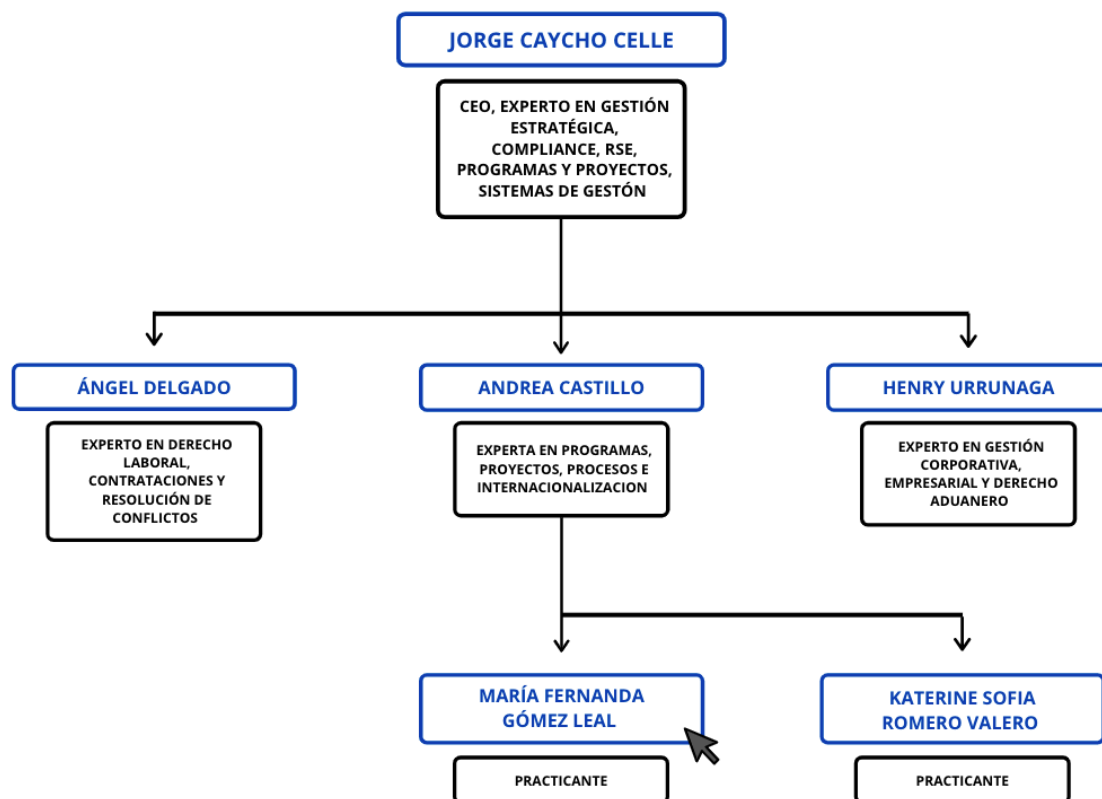 JORGE CAYCHO CELLE
CEO, EXPERTO EN GESTIÓN
ESTRATÉGICA,
COMPLIANCE, RSE,
PROGRAMAS Y PROYECTOS,
SISTEMAS DE GESTÓN
ÁNGEL DELGADO
EXPERTO EN DERECHO
LABORAL,
CONTRATACIONES Y
RESOLUCIÓN DE
CONFLICTOS
ANDREA CASTILLO
EXPERTA EN PROGRAMAS,
PROYECTOS, PROCESOS E
INTERNACIONALIZACION
HENRY URRUNAGA
EXPERTO EN GESTIÓN
CORPORATIVA,
EMPRESARIAL Y DERECHO
ADUANERO
MARÍA FERNANDA
GÓMEZ LEAL
PRACTICANTE
KATERINE SOFIA
ROMERO VALERO
PRACTICANTE